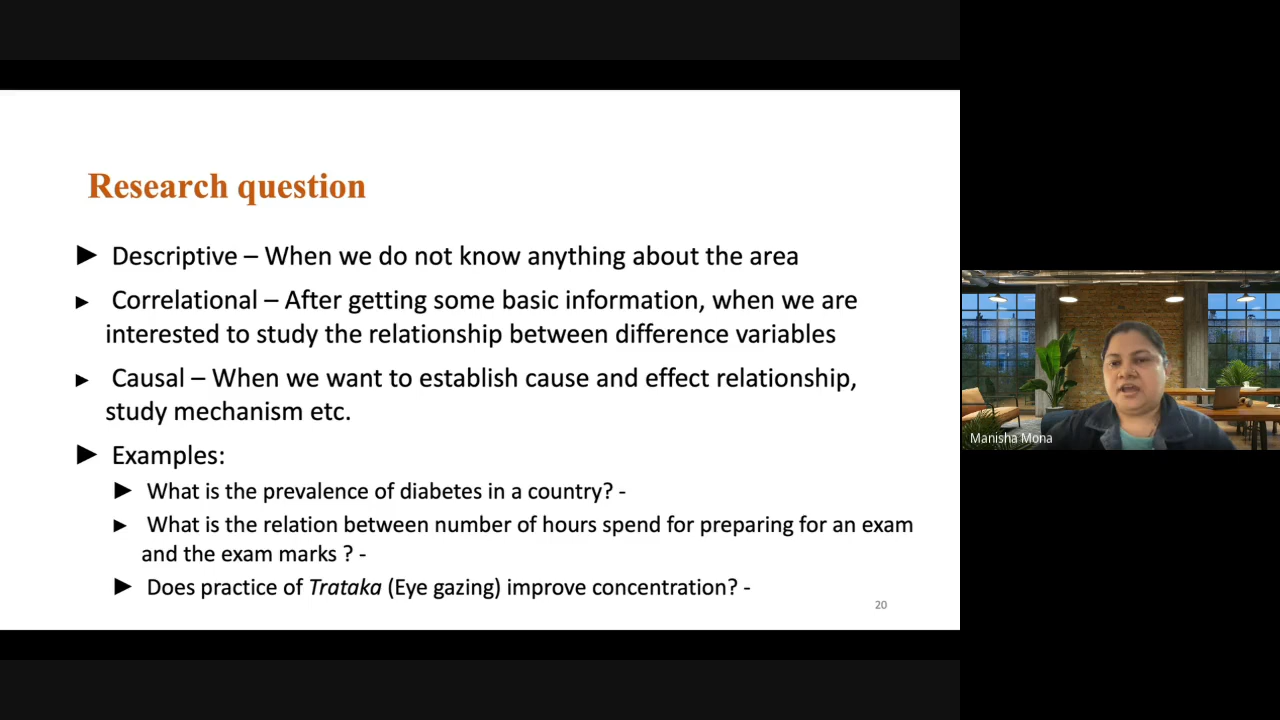 Research question
► Descriptive – When we do not know anything about the area
► Correlational – After getting some basic information, when we are
interested to study the relationship between difference variables
► Causal – When we want to establish cause and effect relationship,
study mechanism etc.
► Examples:
► What is the prevalence of diabetes in a country? -
► What is the relation between number of hours spend for preparing for an exam
and the exam marks ? -
► Does practice of Trataka (Eye gazing) improve concentration? -
20
Manisha Mona